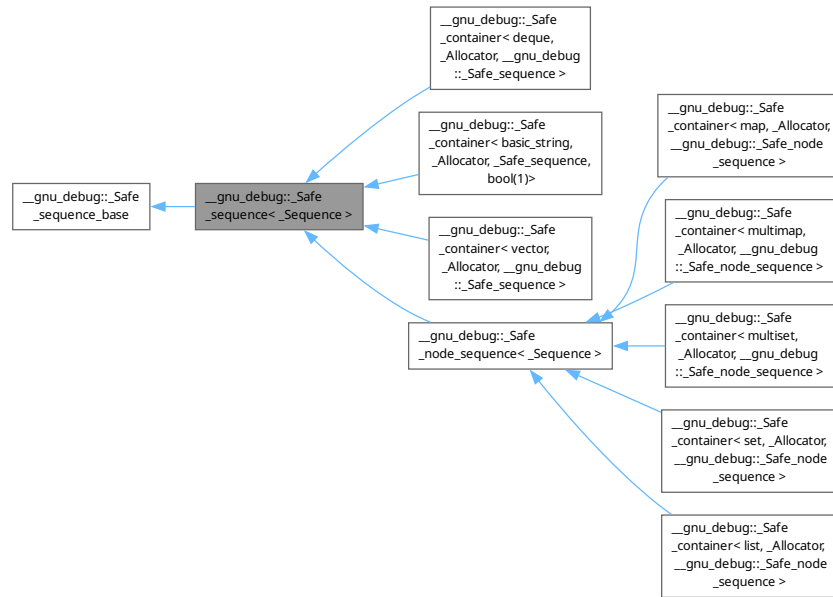 __gnu_debug::_Safe
_sequence_base
__gnu_debug::_Safe
_sequence< _Sequence >
__gnu_debug::_Safe
_container< deque,
_Allocator, __gnu_debug
::_Safe_sequence >
__gnu_debug::_Safe
_container< basic_string,
_Allocator, _Safe_sequence,
bool(1)>
__gnu_debug::_Safe
_container< vector,
_Allocator, __gnu_debug
::_Safe_sequence >
__gnu_debug::_Safe
_node_sequence< _Sequence >
__gnu_debug::_Safe
_container< map, _Allocator,
__gnu_debug::_Safe_node
_sequence >
__gnu_debug::_Safe
_container< multimap,
_Allocator, __gnu_debug
::_Safe_node_sequence >
__gnu_debug::_Safe
_container< multiset,
_Allocator, __gnu_debug
::_Safe_node_sequence >
__gnu_debug::_Safe
_container< set, _Allocator,
__gnu_debug::_Safe_node
_sequence >
__gnu_debug::_Safe
_container< list, _Allocator,
__gnu_debug::_Safe_node
_sequence >